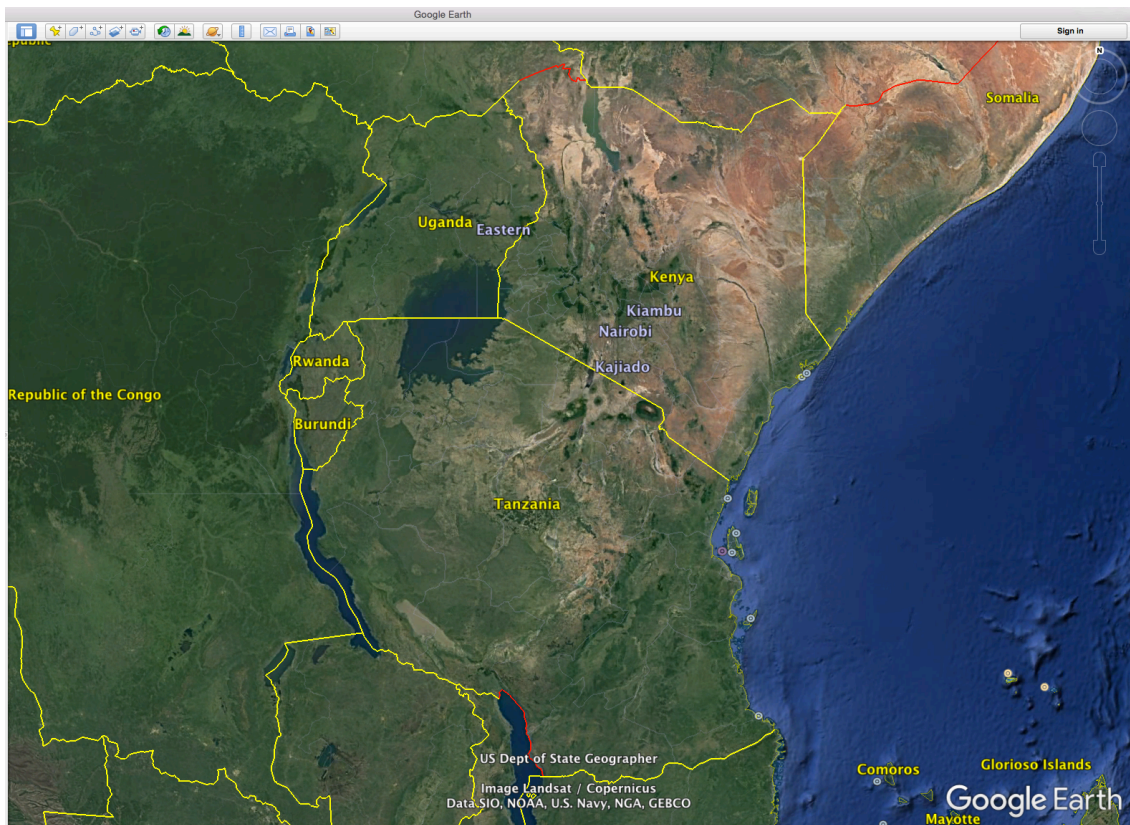 Google Earth
Sign in
N
Republic
Somalia
Uganda
Eastern
Kenya
Kiambu
Nairobi
Rwanda
Kajiado
Republic of the Congo
Burundi
Tanzania
US Dept of State Geographer
Comoros
Glorioso Islands
Image Landsat / Copernicus
Data SIO, NOAA, U.S. Navy, NGA, GEBCO
Google Earth
Mayotte